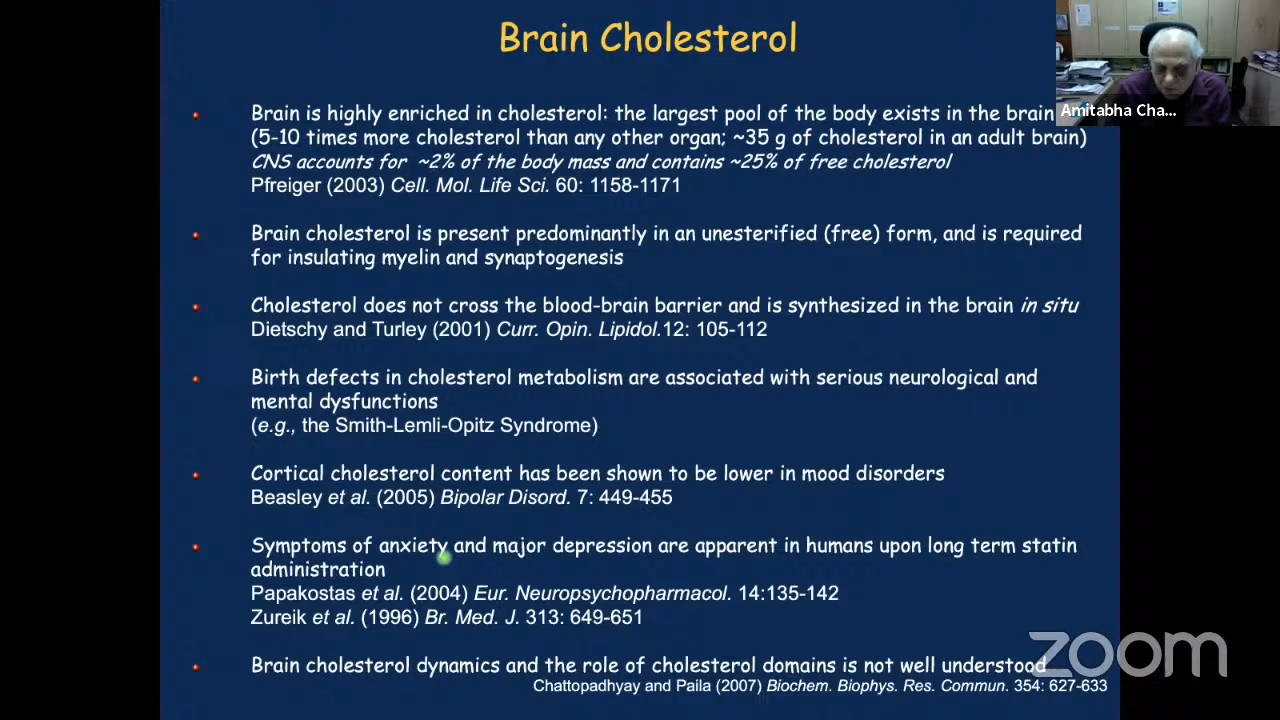 Brain Cholesterol
Amitabha Cha...
Brain is highly enriched in cholesterol: the largest pool of the body exists in the brain
(5-10 times more cholesterol than any other organ; ~35 g of cholesterol in an adult brain)
CNS accounts for ~2% of the body mass and contains ~25% of free cholesterol
Pfreiger (2003) Cell. Mol. Life Sci. 60: 1158-1171
Brain cholesterol is present predominantly in an unesterified (free) form, and is required
for insulating myelin and synaptogenesis
Cholesterol does not cross the blood-brain barrier and is synthesized in the brain in situ
Dietschy and Turley (2001) Curr. Opin. Lipidol.12: 105-112
Birth defects in cholesterol metabolism are associated with serious neurological and
mental dysfunctions
(e.g., the Smith-Lemli-Opitz Syndrome)
Cortical cholesterol content has been shown to be lower in mood disorders
Beasley et al. (2005) Bipolar Disord. 7: 449-455
Symptoms of anxiety and major depression are apparent in humans upon long term statin
administration
Papakostas et al. (2004) Eur. Neuropsychopharmacol. 14:135-142
Zureik et al. (1996) Br. Med. J. 313: 649-651
Brain cholesterol dynamics and the role of cholesterol domains is not well understood
Chattopadhyay and Paila (2007) Biochem. Biophys. Res. Commun. 354: 627-633
zoom